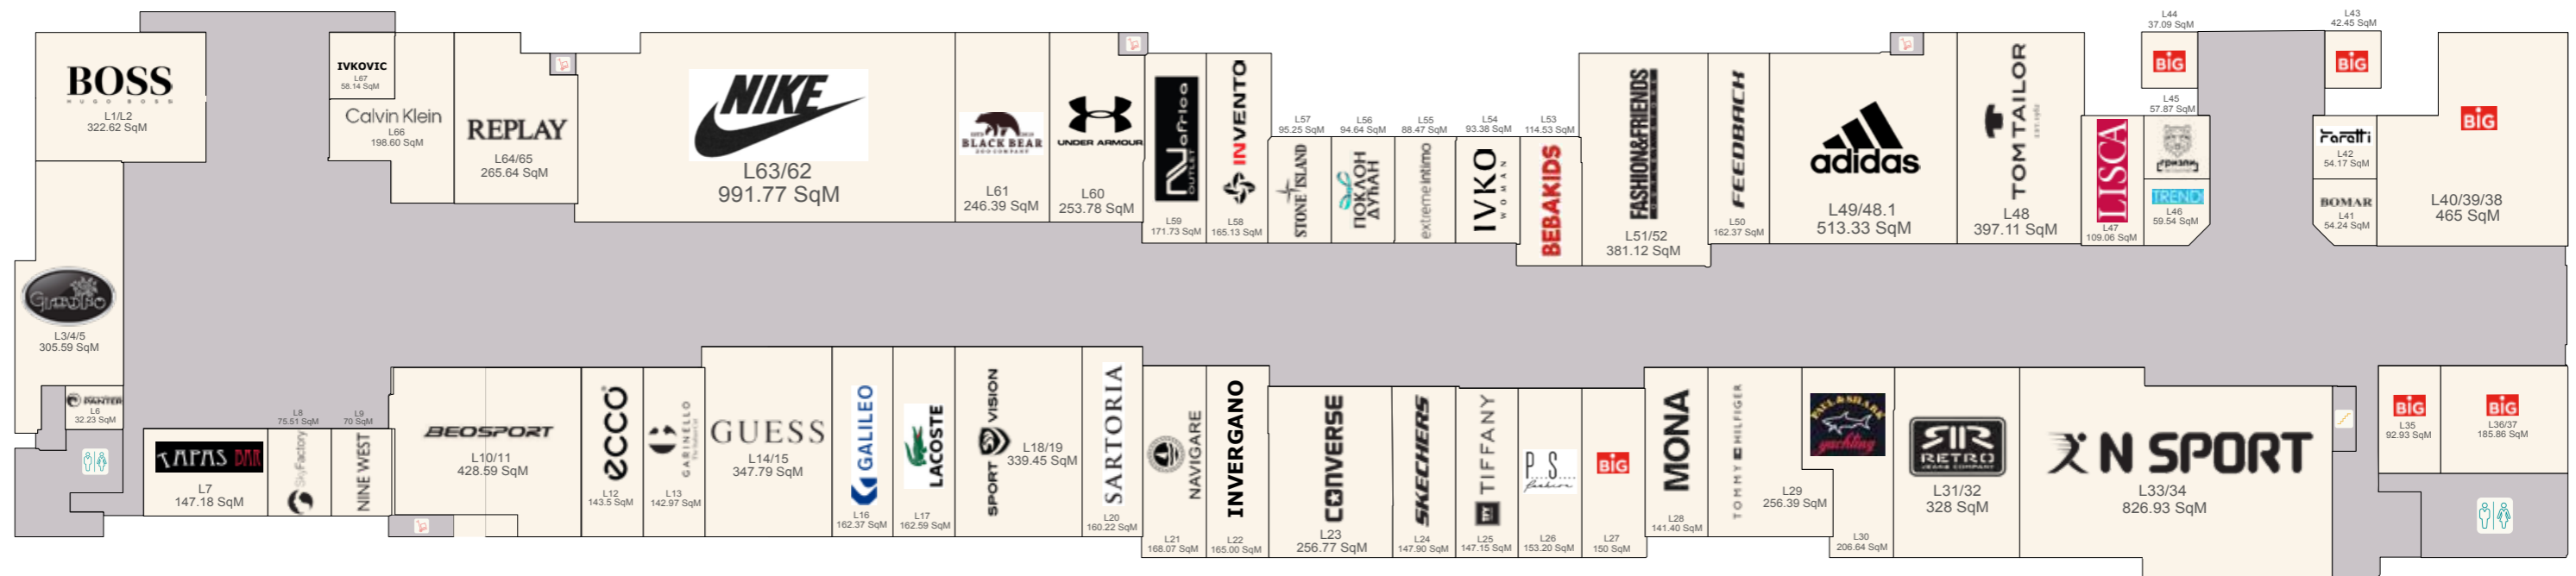 BOSS
HUGO BOSS
L1/L2
322.62 SqM
IVKOVIC
L67
58.14 SqM
Calvin Klein
L66
198.60 SqM
REPLAY
L64/65
265.64 SqM
NIKE
L63/62
991.77 SqM
BLACK BEAR
L61
246.39 SqM
UNDER ARMOUR
L60
253.78 SqM
N africa
OUTLET
L59
171.73 SqM
INVENTO
L58
165.13 SqM
L57
95.25 SqM
STONE ISLAND
L56
94.64 SqM
ПОКЛОН
ДУЋАН
L55
88.47 SqM
extreme intimo
L54
93.38 SqM
IVKO
WOMAN
L53
114.53 SqM
BEBAKIDS
FASHION&FRIENDS
L51/52
381.12 SqM
FEEDBACH
L50
162.37 SqM
adidas
L49/48.1
513.33 SqM
TOM TAILOR
L48
397.11 SqM
LISCA
L47
109.06 SqM
L44
37.09 SqM
BIG
L45
57.87 SqM
гризли
TREND
L46
59.54 SqM
L43
42.45 SqM
BIG
Faretti
L42
54.17 SqM
BOMAR
L41
54.24 SqM
BIG
L40/39/38
465 SqM
GIARDINO
L3/4/5
305.59 SqM
PANTER
L6
32.23 SqM
TAPAS BAR
L7
147.18 SqM
L8
75.51 SqM
SkyFactory
L9
70 SqM
NINE WEST
BEOSPORT
L10/11
428.59 SqM
ecco
L12
143.5 SqM
GARINELLO
L13
142.97 SqM
GUESS
L14/15
347.79 SqM
GALILEO
L16
162.37 SqM
LACOSTE
L17
162.59 SqM
SPORT VISION
L18/19
339.45 SqM
SARTORIA
L20
160.22 SqM
NAVIGARE
L21
168.07 SqM
INVERGANO
L22
165.00 SqM
CONVERSE
L23
256.77 SqM
SKECHERS
L24
147.90 SqM
TIFFANY
L25
147.15 SqM
P...S....
fashion
L26
153.20 SqM
BIG
L27
150 SqM
MONA
L28
141.40 SqM
TOMMY HILFIGER
L29
256.39 SqM
PAUL & SHARK
yachting
L30
206.64 SqM
RETRO
JEANS COMPANY
L31/32
328 SqM
N SPORT
L33/34
826.93 SqM
BIG
L35
92.93 SqM
BIG
L36/37
185.86 SqM